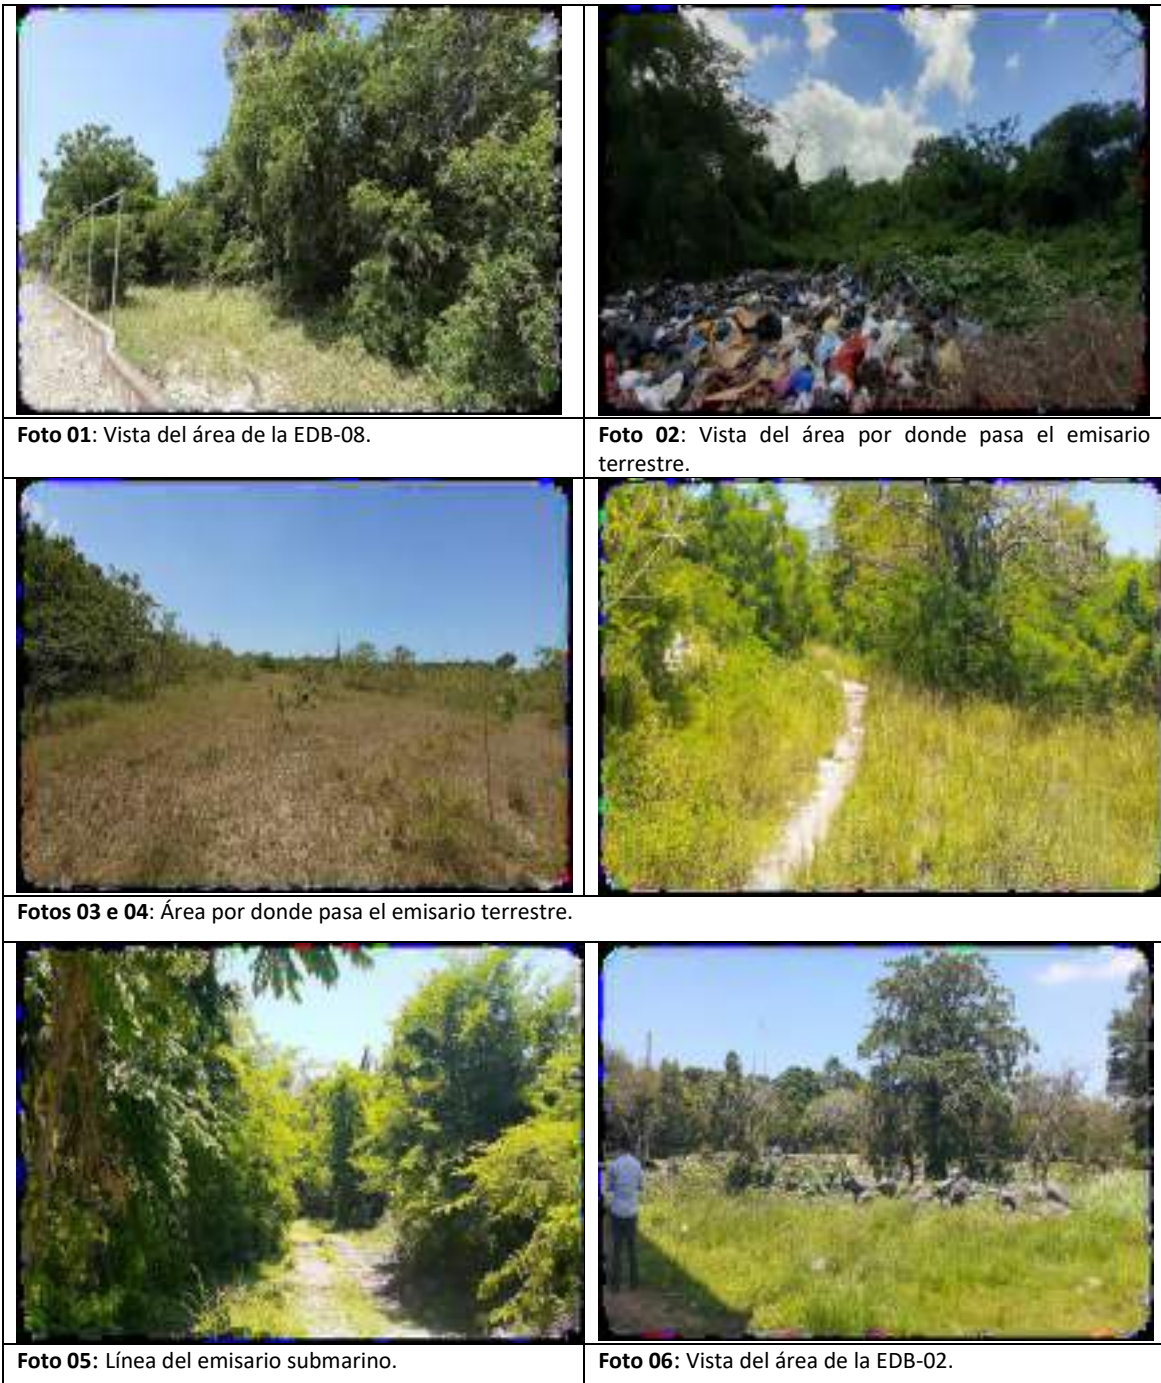 Foto 01: Vista del área de la EDB-08.
Foto 02: Vista del área por donde pasa el emisario
terrestre.
Fotos 03 e 04: Área por donde pasa el emisario terrestre.
Foto 05: Línea del emisario submarino.
Foto 06: Vista del área de la EDB-02.